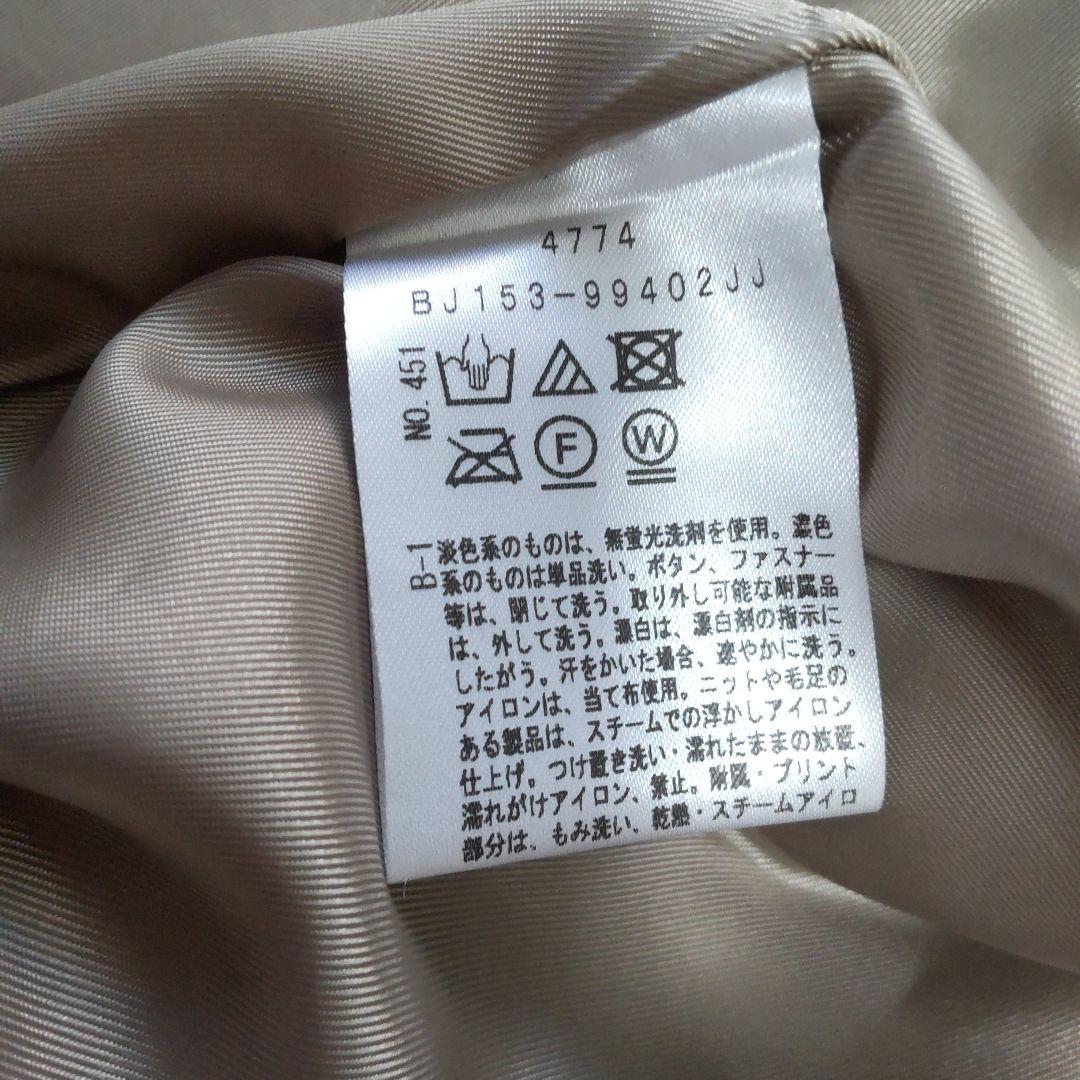 4774
BJ153-99402JJ
NO. 451
F
W
B-1
淡色系のものは、無蛍光洗剤を使用。濃色
系のものは単品洗い。ボタン、ファスナー
等は、閉じて洗う。取り外し可能な附属品
は、外して洗う。漂白は、漂白剤の指示に
したがう。汗をかいた場合、速やかに洗う。
アイロンは、当て布使用。ニットや毛足の
ある製品は、スチームでの浮かしアイロン
仕上げ。つけ置き洗い・濡れたままの放置、
濡れがけアイロン、禁止。附属・プリント
部分は、もみ洗い、乾熱・スチームアイロ